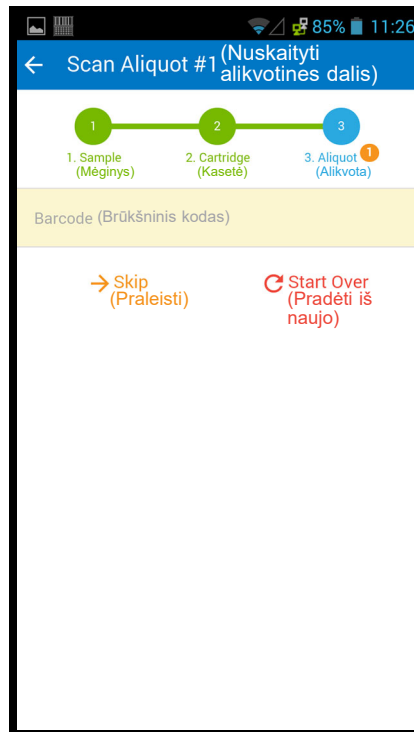 85% 11:26
Scan Aliquot #1 (Nuskaityti
alikvotines dalis)
1 2 3
1. Sample 2. Cartridge 3. Aliquot 1
(Mėginys) (Kasetė) (Alikvota)
Barcode (Brūkšninis kodas)
Skip Start Over
(Praleisti) (Pradėti iš
naujo)